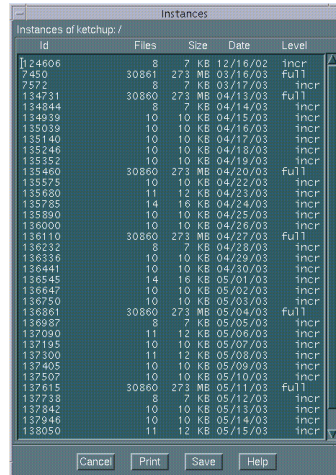 Instances
Instances of ketchup: /
Id Files Size Date Level
124606 8 7 KB 12/16/02 incr
7450 30861 273 MB 03/16/03 full
7572 8 7 KB 03/17/03 incr
134731 30860 273 MB 04/13/03 full
134844 8 7 KB 04/14/03 incr
134939 10 10 KB 04/15/03 incr
135039 10 10 KB 04/16/03 incr
135140 10 10 KB 04/17/03 incr
135246 10 10 KB 04/18/03 incr
135352 10 10 KB 04/19/03 incr
135460 30860 273 MB 04/20/03 full
135575 10 10 KB 04/22/03 incr
135680 11 12 KB 04/23/03 incr
135785 14 16 KB 04/24/03 incr
135890 10 10 KB 04/25/03 incr
136000 10 10 KB 04/26/03 incr
136110 30860 273 MB 04/27/03 full
136232 8 7 KB 04/28/03 incr
136336 10 10 KB 04/29/03 incr
136441 10 10 KB 04/30/03 incr
136545 14 16 KB 05/01/03 incr
136647 10 10 KB 05/02/03 incr
136750 10 10 KB 05/03/03 incr
136861 30860 273 MB 05/04/03 full
136987 8 7 KB 05/05/03 incr
137090 11 12 KB 05/06/03 incr
137195 10 10 KB 05/07/03 incr
137300 11 12 KB 05/08/03 incr
137405 10 10 KB 05/09/03 incr
137507 10 10 KB 05/10/03 incr
137615 30860 273 MB 05/11/03 full
137738 8 7 KB 05/12/03 incr
137842 10 10 KB 05/13/03 incr
137946 10 10 KB 05/14/03 incr
138050 11 12 KB 05/15/03 incr
Cancel Print Save Help